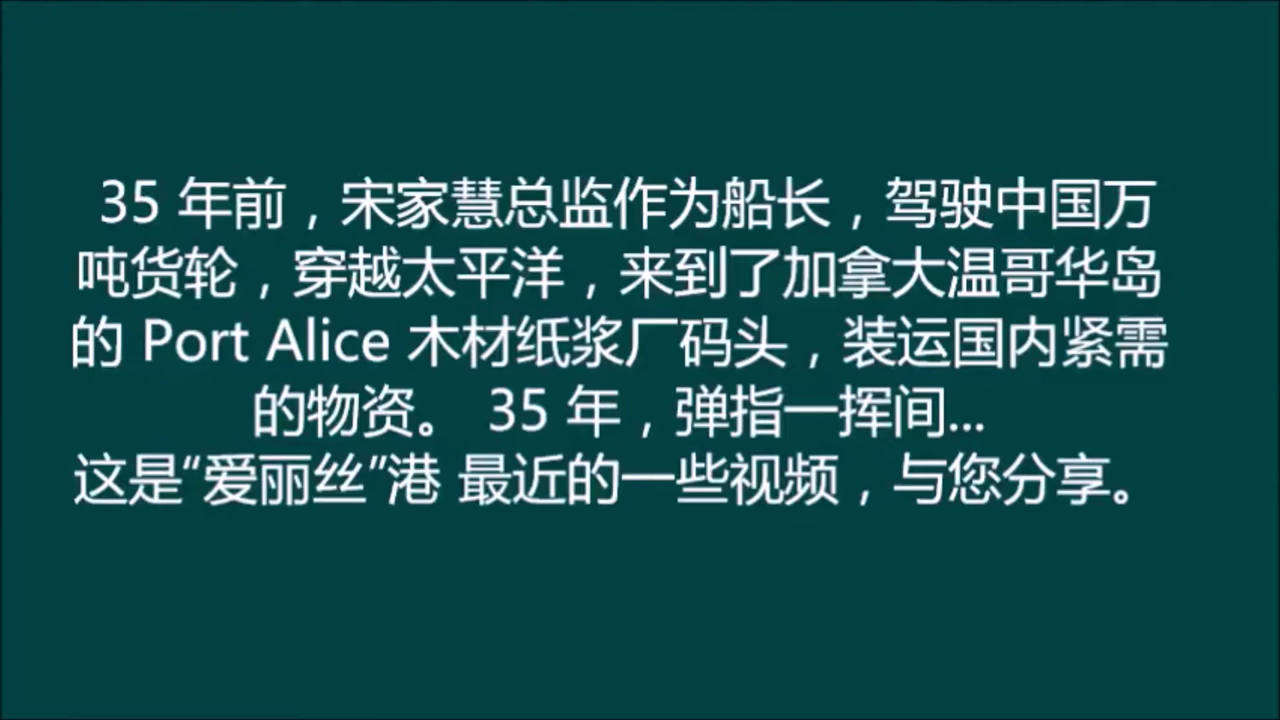 35 年前，宋家慧总监作为船长，驾驶中国万
吨货轮，穿越太平洋，来到了加拿大温哥华岛
的 Port Alice 木材纸浆厂码头，装运国内紧需
的物资。 35 年，弹指一挥间...
这是“爱丽丝”港 最近的一些视频，与您分享。